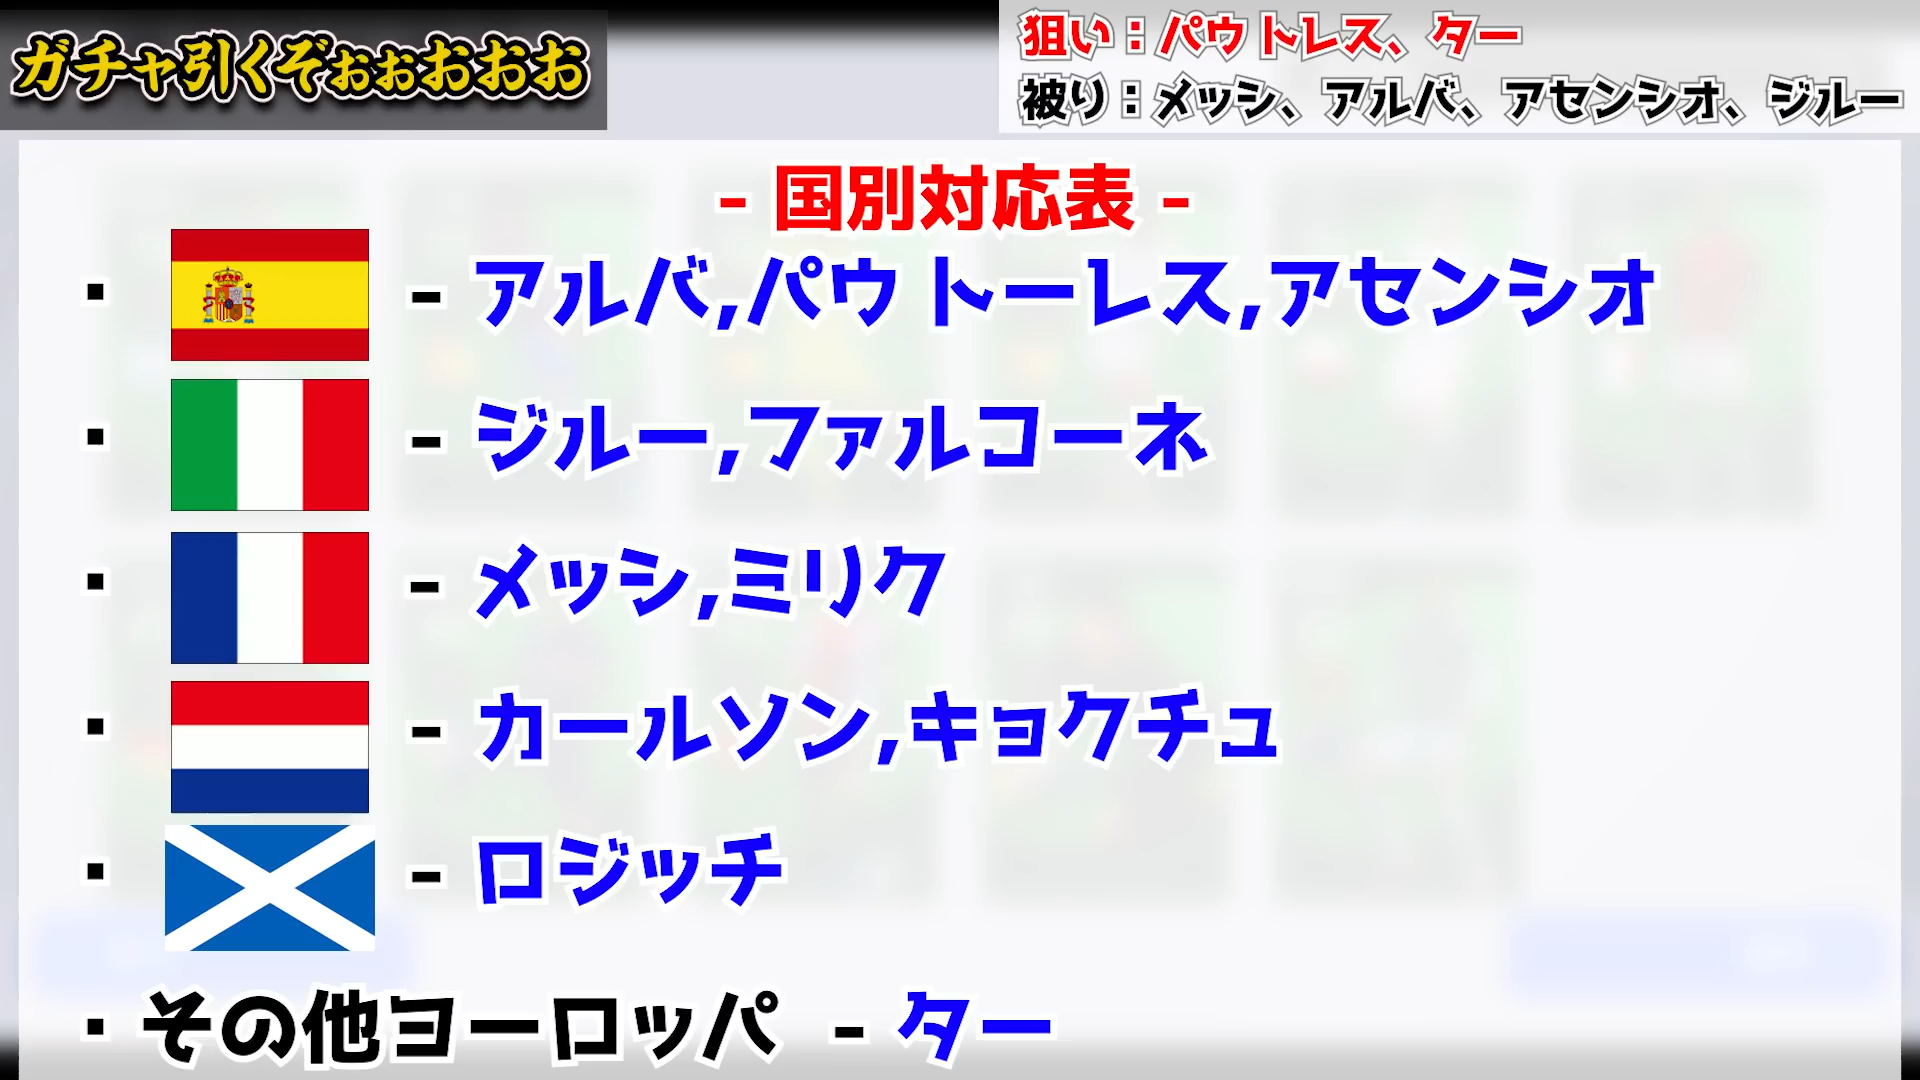 ガチャ引くぞぉぉおおお
狙い：パウトレス、ター
被り：メッシ、アルバ、アセンシオ、ジルー
- 国別対応表 -
・ - アルバ,パウトーレス,アセンシオ
・ - ジルー,ファルコーネ
・ - メッシ,ミリク
・ - カールソン,キョクチュ
・ - ロジッチ
・その他ヨーロッパ - ター